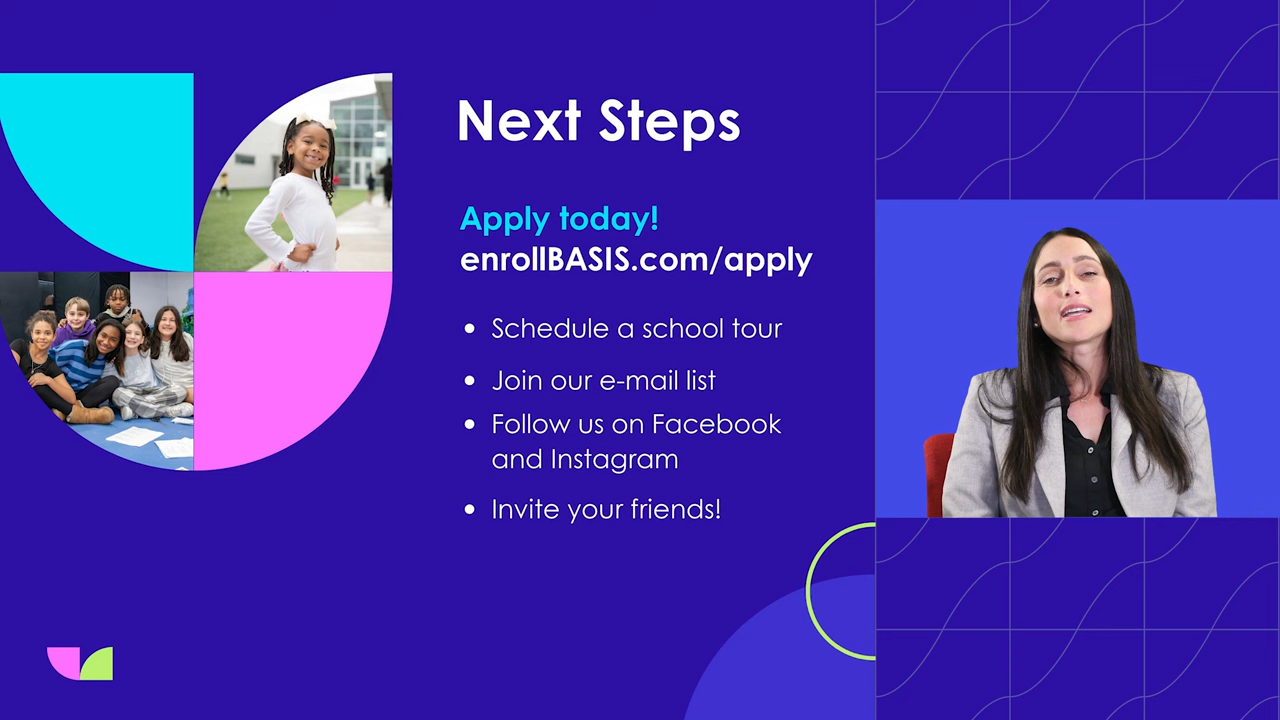 Next Steps
Apply today!
enrollBASIS.com/apply
• Schedule a school tour
• Join our e-mail list
• Follow us on Facebook
and Instagram
• Invite your friends!